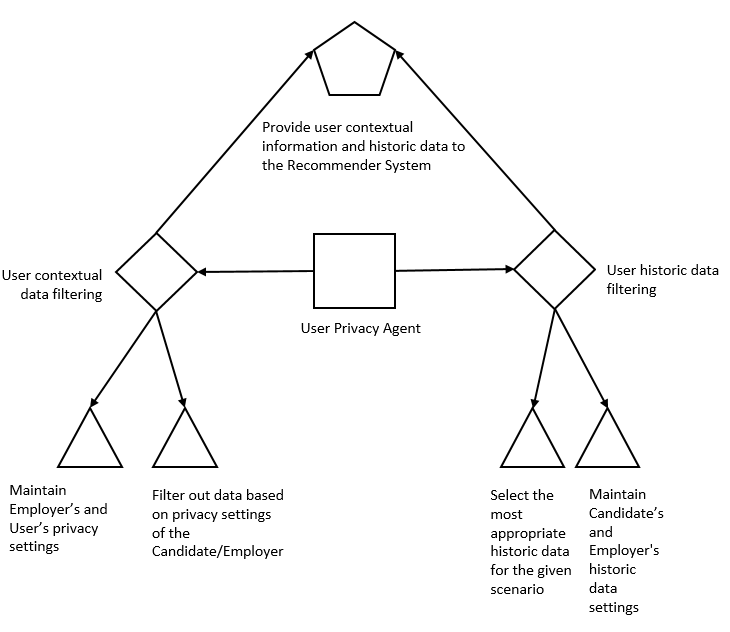 Provide user contextual
information and historic data to
the Recommender System
User contextual
data filtering
User Privacy Agent
User historic data
filtering
Maintain
Employer's and
User's privacy
settings
Filter out data based
on privacy settings
of the
Candidate/Employer
Select the
most
appropriate
historic data
for the given
scenario
Maintain
Candidate's
and
Employer's
historic
data
settings